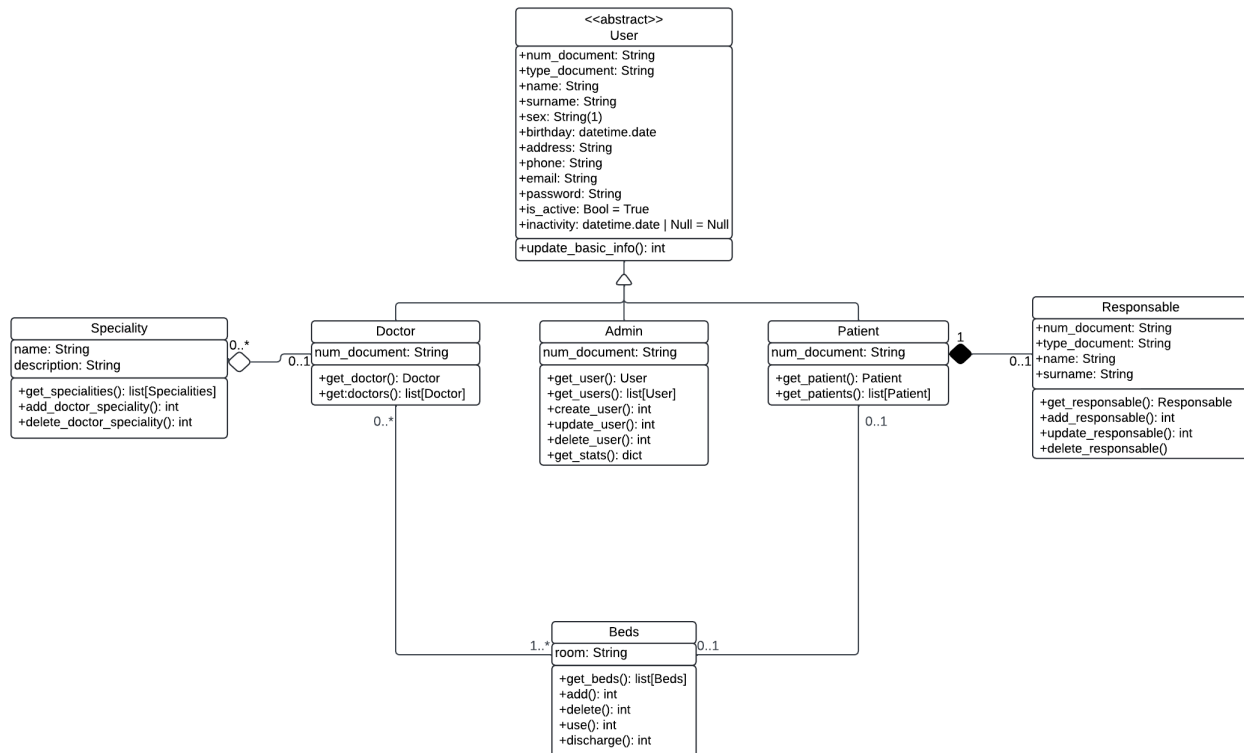 <<abstract>>
User
+num_document: String
+type_document: String
+name: String
+surname: String
+sex: String(1)
+birthday: datetime.date
+address: String
+phone: String
+email: String
+password: String
+is_active: Bool = True
+inactivity: datetime.date | Null = Null
+update_basic_info(): int
Speciality
name: String
description: String
+get_specialities(): list[Specialities]
+add_doctor_speciality(): int
+delete_doctor_speciality(): int
0..*
0..1
Doctor
num_document: String
+get_doctor(): Doctor
+get:doctors(): list[Doctor]
0..*
Admin
num_document: String
+get_user(): User
+get_users(): list[User]
+create_user(): int
+update_user(): int
+delete_user(): int
+get_stats(): dict
Patient
num_document: String
+get_patient(): Patient
+get_patients(): list[Patient]
0..1
1
0..1
Responsable
+num_document: String
+type_document: String
+name: String
+surname: String
+get_responsable(): Responsable
+add_responsable(): int
+update_responsable(): int
+delete_responsable()
1..*
0..1
Beds
room: String
+get_beds(): list[Beds]
+add(): int
+delete(): int
+use(): int
+discharge(): int